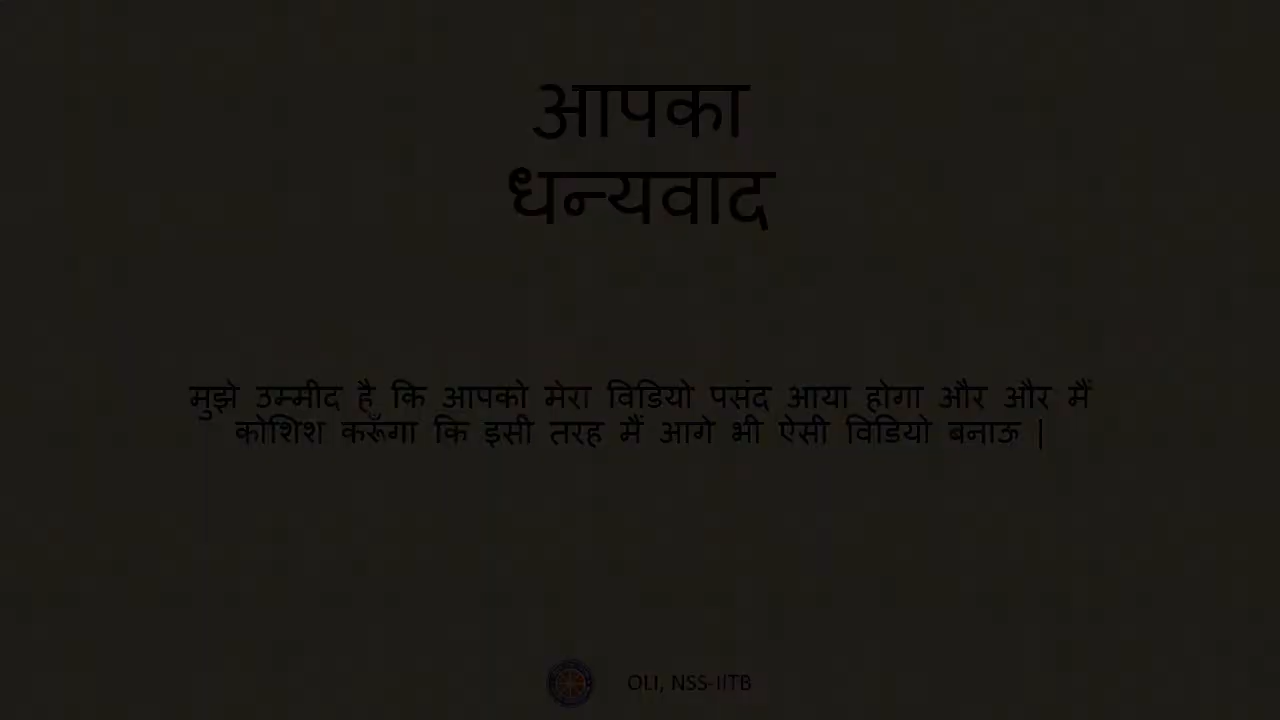 आपका
धन्यवाद
मुझे उम्मीद है कि आपको मेरा विडियो पसंद आया होगा और और मैं
कोशिश करूँगा कि इसी तरह मैं आगे भी ऐसी विडियो बनाऊ |
OLI, NSS-IITB